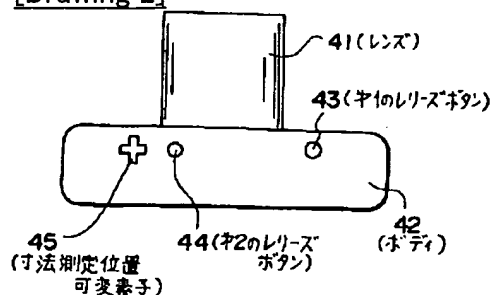 [Drawing 2]
41(レンズ)
43(オ1のレリーズボタン)
42
(ボディ)
44(オ2のレリーズ
ボタン)
45
(寸法測定位置
可変素子)